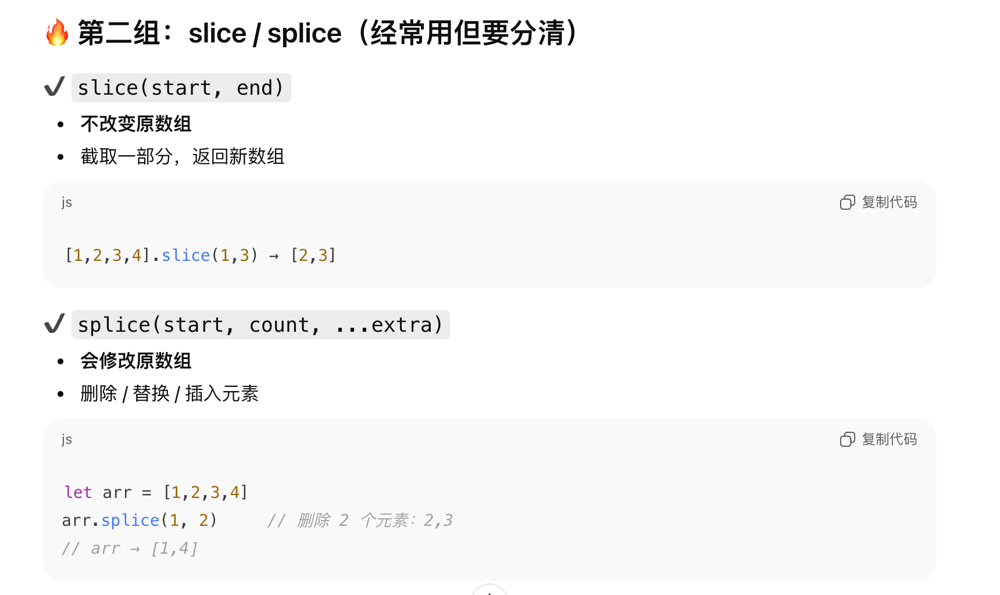 🔥 第二组：slice / splice（经常用但要分清）
✔ slice(start, end)
• 不改变原数组
• 截取一部分，返回新数组
js 复制代码
[1,2,3,4].slice(1,3) → [2,3]
✔ splice(start, count, ...extra)
• 会修改原数组
• 删除 / 替换 / 插入元素
js 复制代码
let arr = [1,2,3,4]
arr.splice(1, 2)     // 删除 2 个元素：2,3
// arr → [1,4]